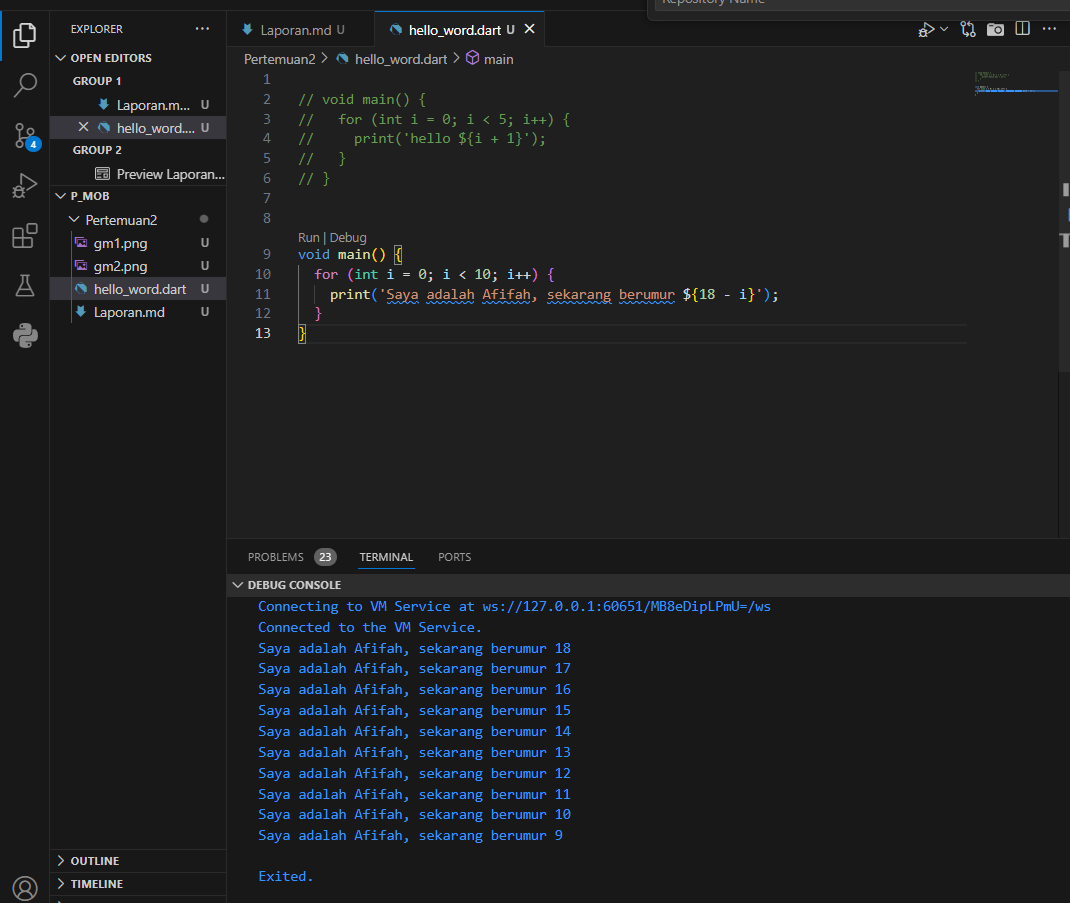 Repository Name
EXPLORER
OPEN EDITORS
GROUP 1
Laporan.m... U
hello_word.... U
GROUP 2
Preview Laporan...
P_MOB
Pertemuan2
gm1.png U
gm2.png U
hello_word.dart U
Laporan.md U
OUTLINE
TIMELINE
4
Laporan.md U
hello_word.dart U
Pertemuan2 > hello_word.dart > main
1
2 // void main() {
3 //   for (int i = 0; i < 5; i++) {
4 //     print('hello ${i + 1}');
5 //   }
6 // }
7
8
Run | Debug
9 void main() {
10   for (int i = 0; i < 10; i++) {
11     print('Saya adalah Afifah, sekarang berumur ${18 - i}');
12   }
13 }
PROBLEMS 23 TERMINAL PORTS
DEBUG CONSOLE
Connecting to VM Service at ws://127.0.0.1:60651/MB8eDipLPmU=/ws
Connected to the VM Service.
Saya adalah Afifah, sekarang berumur 18
Saya adalah Afifah, sekarang berumur 17
Saya adalah Afifah, sekarang berumur 16
Saya adalah Afifah, sekarang berumur 15
Saya adalah Afifah, sekarang berumur 14
Saya adalah Afifah, sekarang berumur 13
Saya adalah Afifah, sekarang berumur 12
Saya adalah Afifah, sekarang berumur 11
Saya adalah Afifah, sekarang berumur 10
Saya adalah Afifah, sekarang berumur 9
Exited.